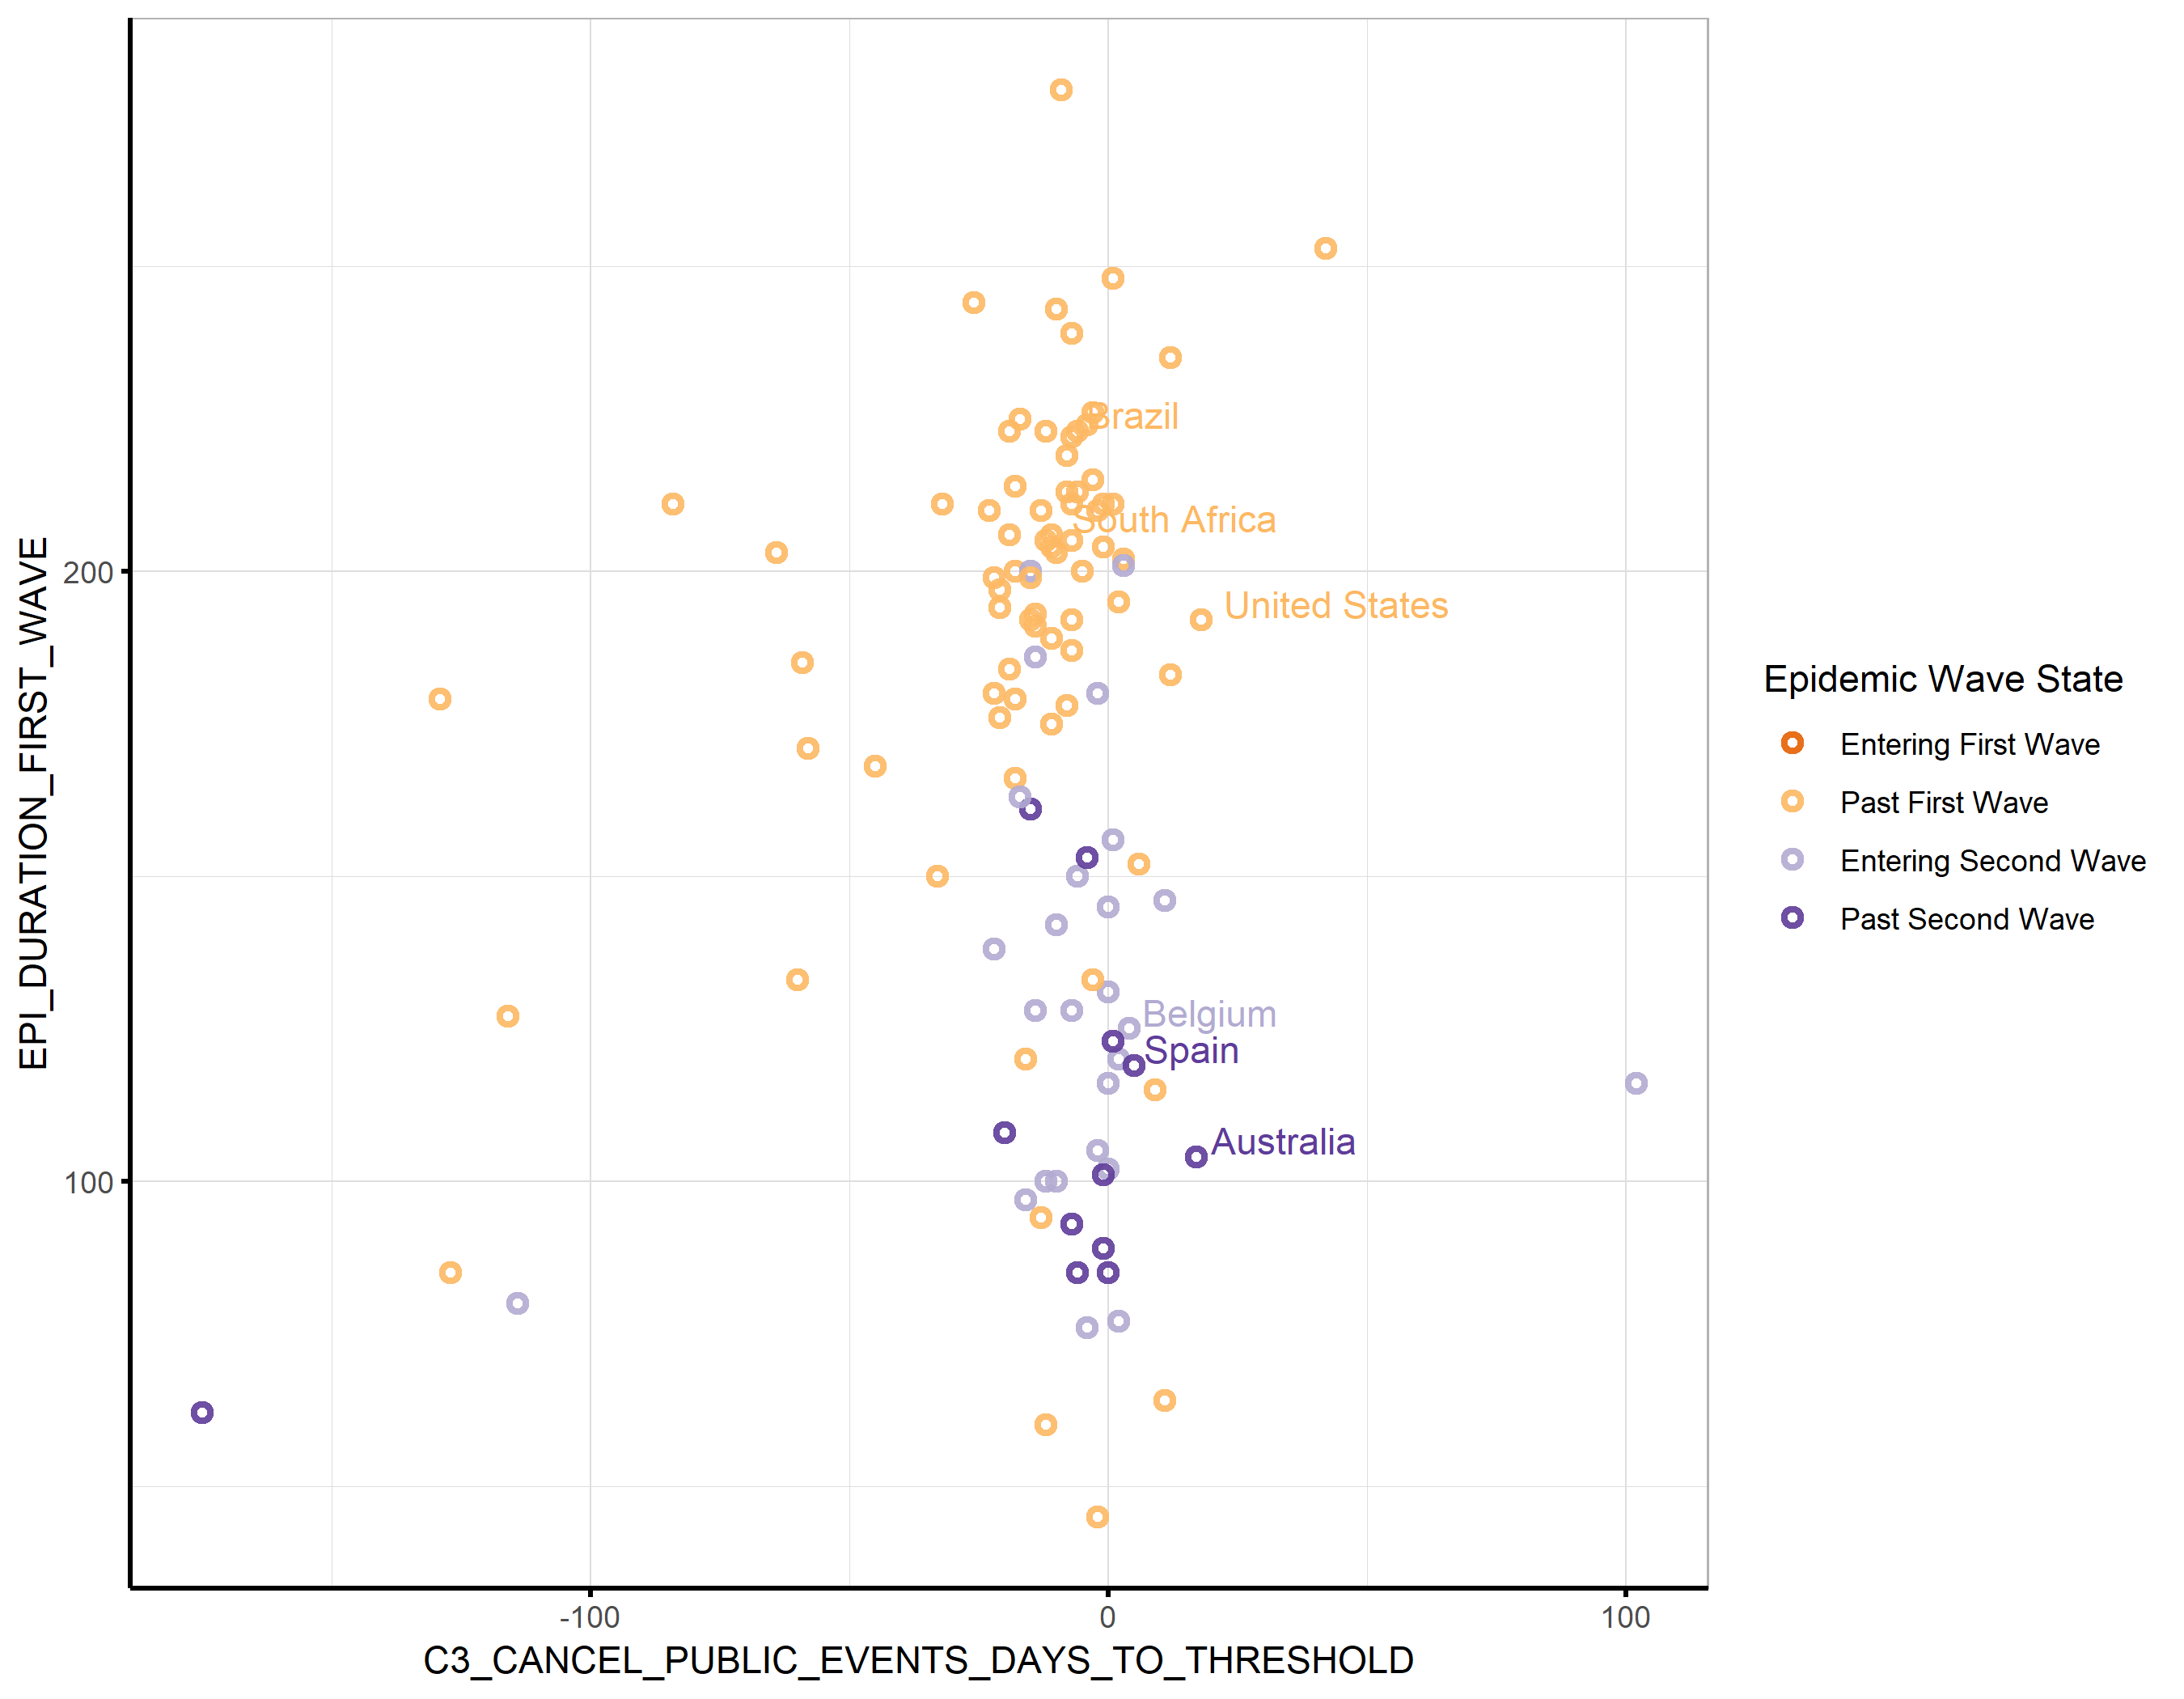 Brazil
South Africa
United States
Belgium
Spain
Australia
200
100
-100
0
100
EPI_DURATION_FIRST_WAVE
C3_CANCEL_PUBLIC_EVENTS_DAYS_TO_THRESHOLD
Epidemic Wave State
Entering First Wave
Past First Wave
Entering Second Wave
Past Second Wave